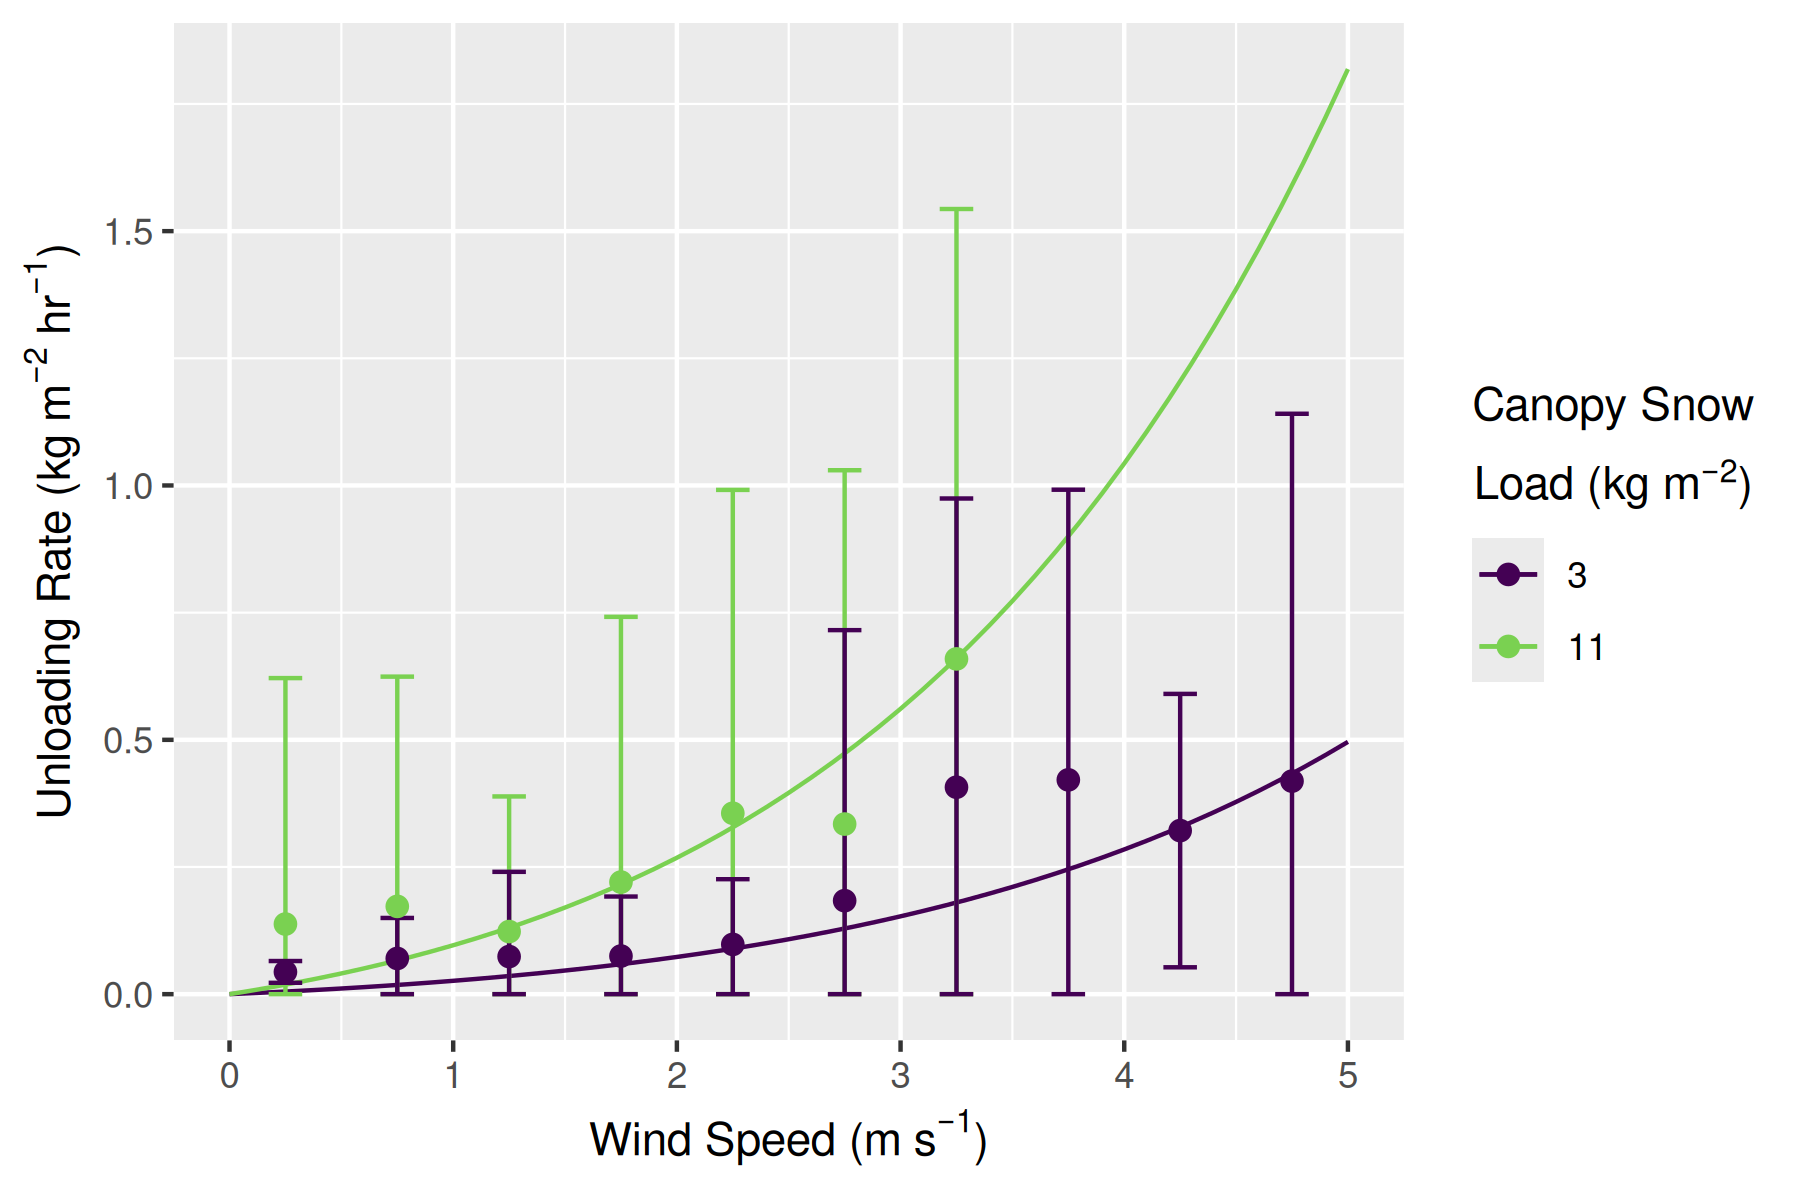 Unloading Rate (kg m⁻² hr⁻¹)
1.5
1.0
0.5
0.0
0 1 2 3 4 5
Wind Speed (m s⁻¹)
Canopy Snow
Load (kg m⁻²)
3
11